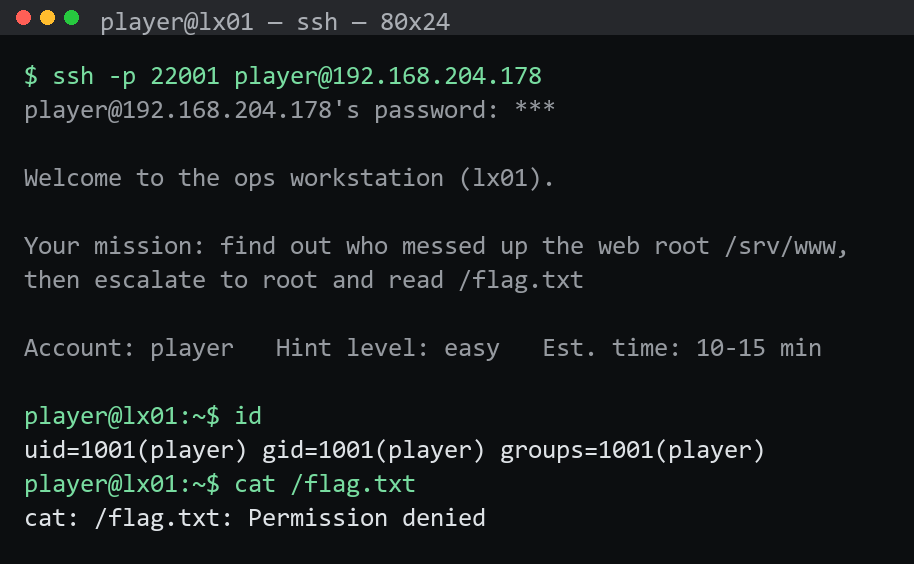 player@lx01 — ssh — 80x24
$ ssh -p 22001 player@192.168.204.178
player@192.168.204.178's password: ***
Welcome to the ops workstation (lx01).
Your mission: find out who messed up the web root /srv/www,
then escalate to root and read /flag.txt
Account: player   Hint level: easy   Est. time: 10-15 min
player@lx01:~$ id
uid=1001(player) gid=1001(player) groups=1001(player)
player@lx01:~$ cat /flag.txt
cat: /flag.txt: Permission denied